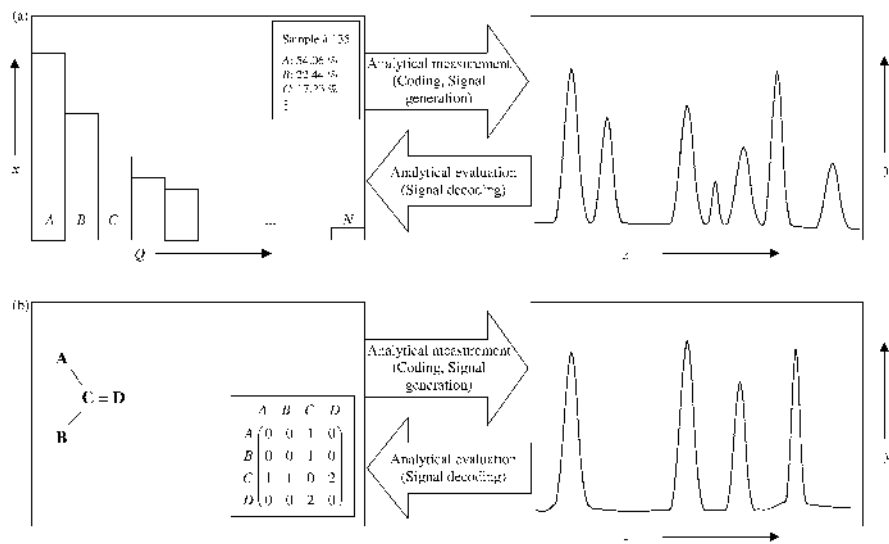 (a)
Sample à 135
A: 54.06 %
B: 22.44 %
C: 17.23 %
⋮
x
A B C ... N
Q
Analytical measurement
(Coding, Signal
generation)
Analytical evaluation
(Signal decoding)
y
z
(b)
A
C = D
B
A B C D
A 0 0 1 0
B 0 0 1 0
C 1 1 0 2
D 0 0 2 0
Analytical measurement
(Coding, Signal
generation)
Analytical evaluation
(Signal decoding)
y